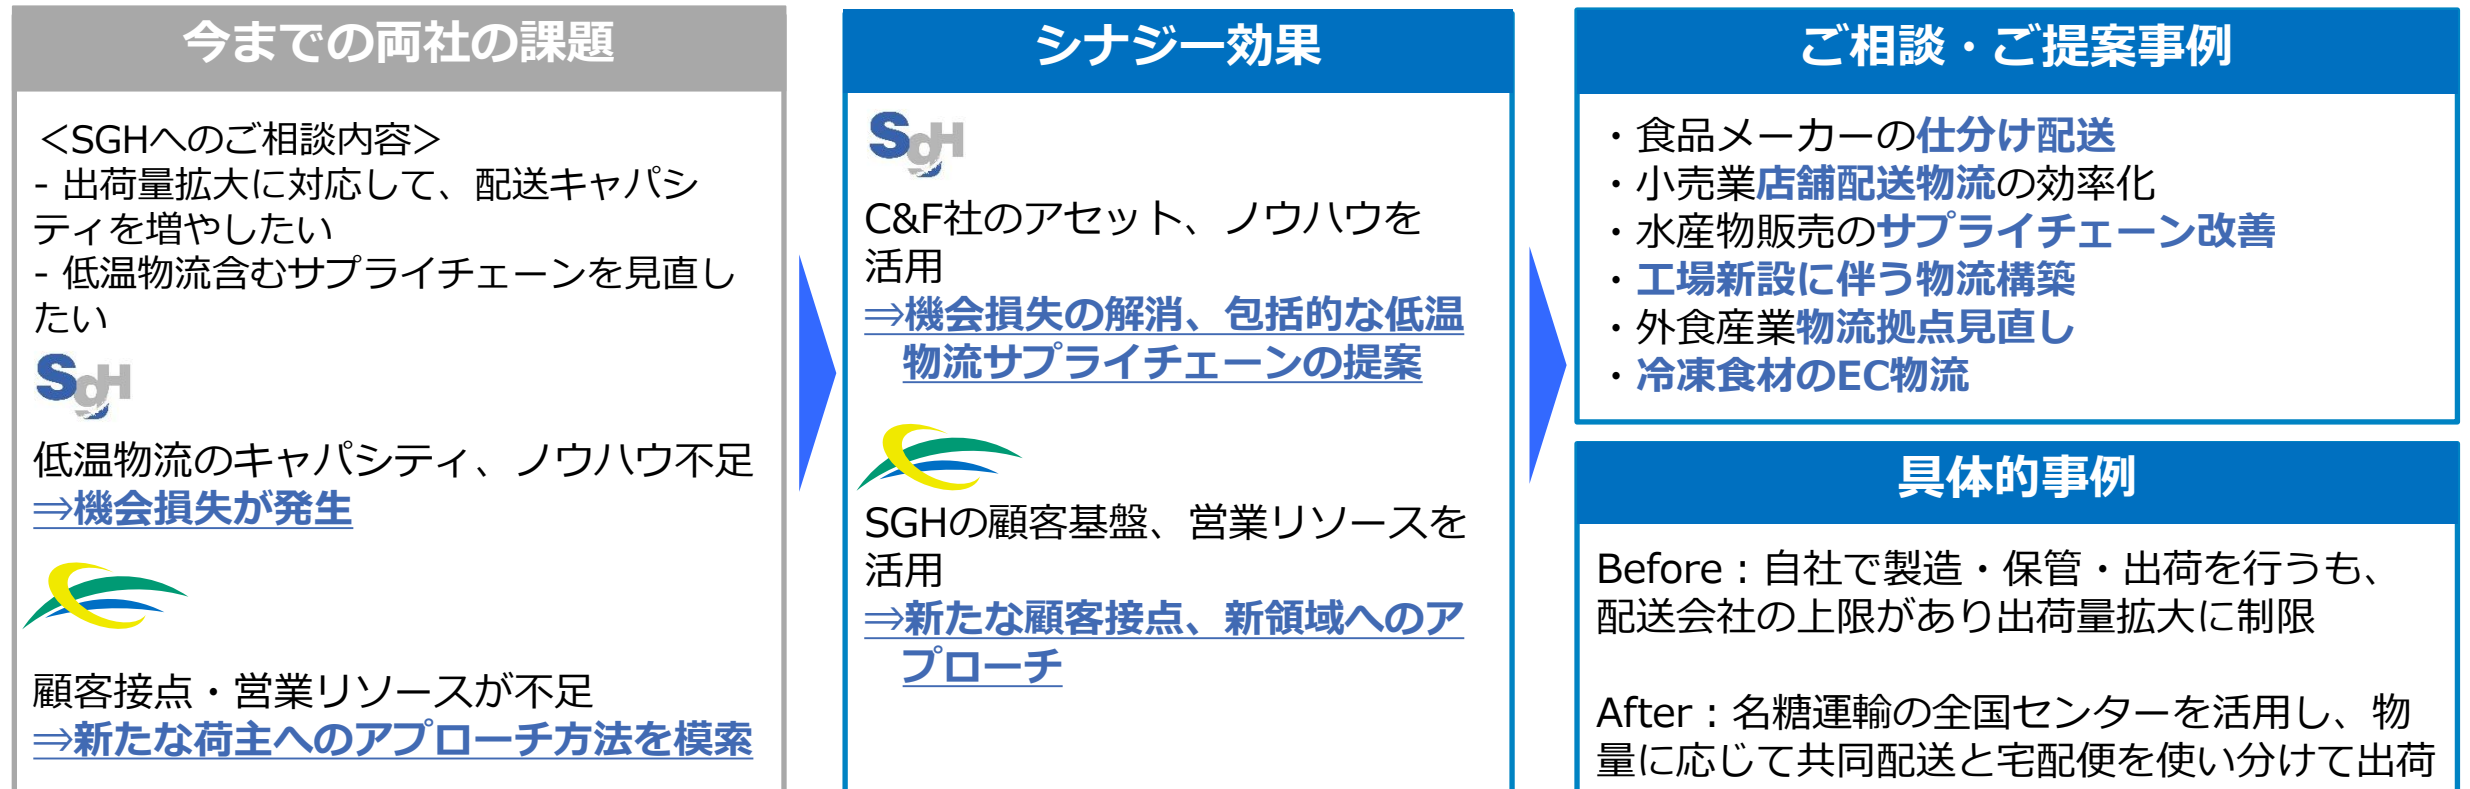 今までの両社の課題
＜SGHへのご相談内容＞
- 出荷量拡大に対応して、配送キャパシ
ティを増やしたい
- 低温物流含むサプライチェーンを見直し
たい
SGH
低温物流のキャパシティ、ノウハウ不足
⇒機会損失が発生
顧客接点・営業リソースが不足
⇒新たな荷主へのアプローチ方法を模索
シナジー効果
SGH
C&F社のアセット、ノウハウを
活用
⇒機会損失の解消、包括的な低温
物流サプライチェーンの提案
SGHの顧客基盤、営業リソースを
活用
⇒新たな顧客接点、新領域へのア
プローチ
ご相談・ご提案事例
・食品メーカーの仕分け配送
・小売業店舗配送物流の効率化
・水産物販売のサプライチェーン改善
・工場新設に伴う物流構築
・外食産業物流拠点見直し
・冷凍食材のEC物流
具体的事例
Before：自社で製造・保管・出荷を行うも、
配送会社の上限があり出荷量拡大に制限
After：名糖運輸の全国センターを活用し、物
量に応じて共同配送と宅配便を使い分けて出荷